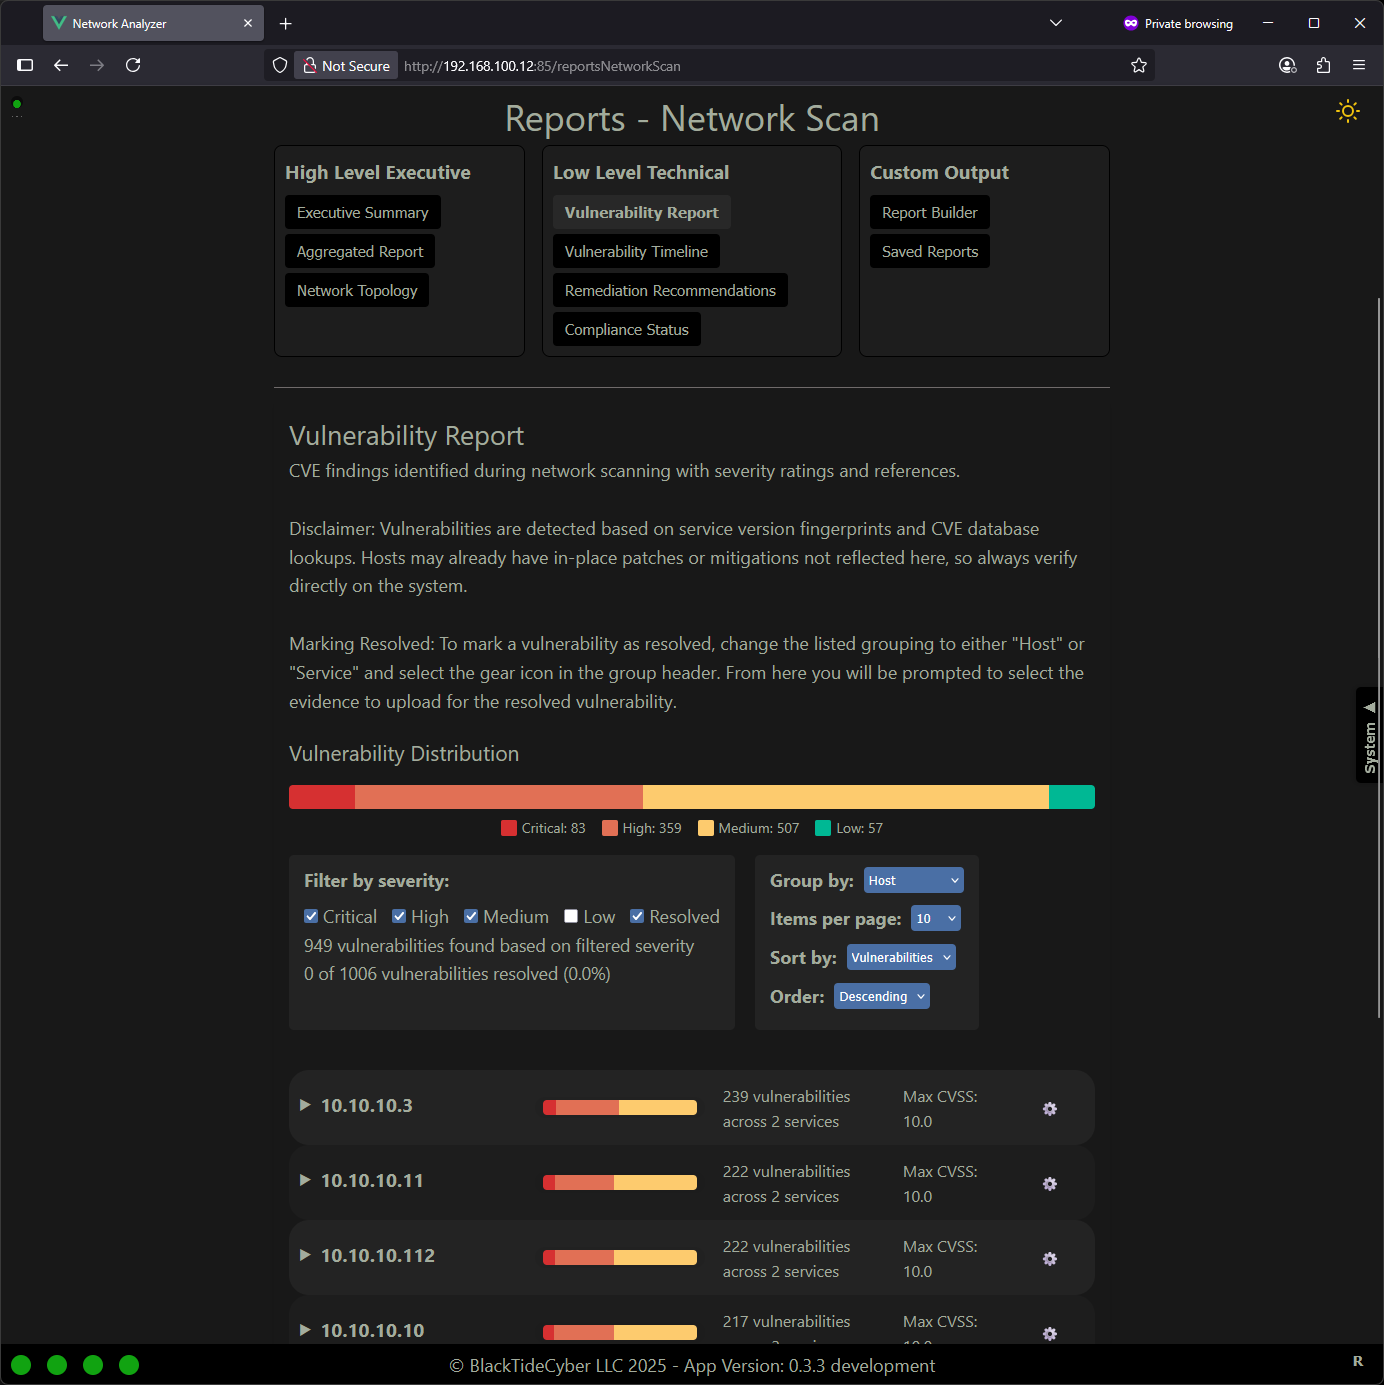 Network Analyzer
Private browsing
Not Secure
http://192.168.100.12:85/reportsNetworkScan
Reports - Network Scan
High Level Executive
Executive Summary
Aggregated Report
Network Topology
Low Level Technical
Vulnerability Report
Vulnerability Timeline
Remediation Recommendations
Compliance Status
Custom Output
Report Builder
Saved Reports
Vulnerability Report
CVE findings identified during network scanning with severity ratings and references.
Disclaimer: Vulnerabilities are detected based on service version fingerprints and CVE database
lookups. Hosts may already have in-place patches or mitigations not reflected here, so always verify
directly on the system.
Marking Resolved: To mark a vulnerability as resolved, change the listed grouping to either "Host" or
"Service" and select the gear icon in the group header. From here you will be prompted to select the
evidence to upload for the resolved vulnerability.
System
Vulnerability Distribution
Critical: 83 High: 359 Medium: 507 Low: 57
Filter by severity:
Critical High Medium Low Resolved
949 vulnerabilities found based on filtered severity
0 of 1006 vulnerabilities resolved (0.0%)
Group by: Host
Items per page: 10
Sort by: Vulnerabilities
Order: Descending
10.10.10.3
239 vulnerabilities
across 2 services
Max CVSS:
10.0
10.10.10.11
222 vulnerabilities
across 2 services
Max CVSS:
10.0
10.10.10.112
222 vulnerabilities
across 2 services
Max CVSS:
10.0
10.10.10.10
217 vulnerabilities
Max CVSS:
© BlackTideCyber LLC 2025 - App Version: 0.3.3 development
R